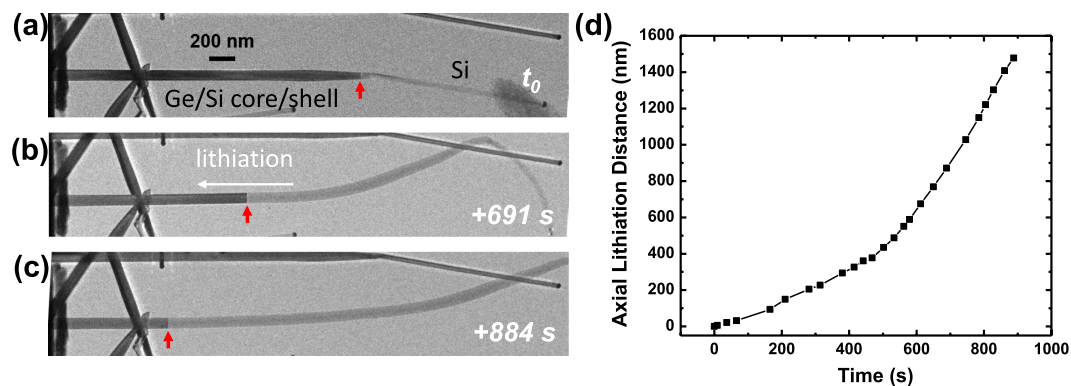 (a)
200 nm
Si
t0
Ge/Si core/shell
(b)
lithiation
+691 s
(c)
+884 s
(d)
1600
1400
1200
1000
800
600
400
200
0
Axial Lithiation Distance (nm)
0 200 400 600 800 1000
Time (s)